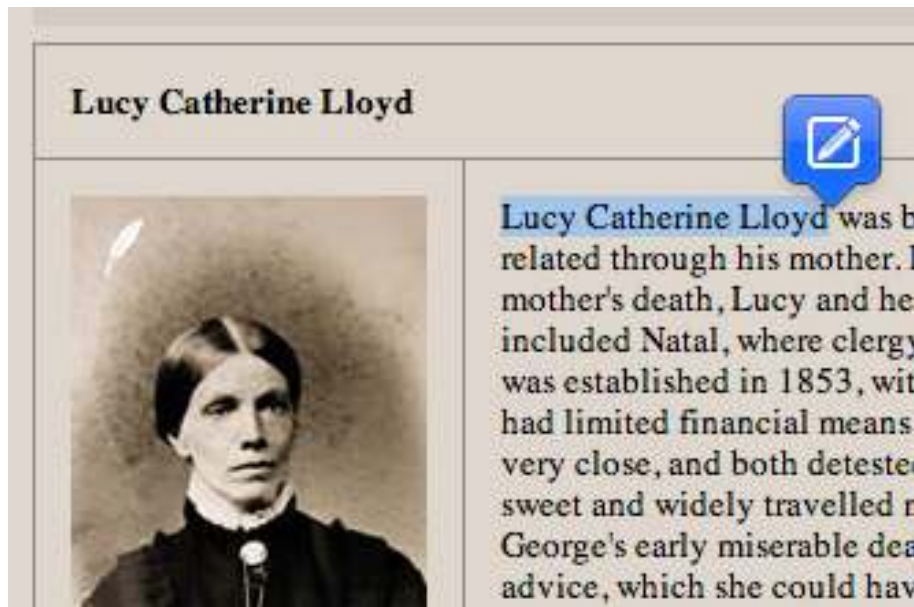 Lucy Catherine Lloyd
Lucy Catherine Lloyd was
related through his mother.
mother's death, Lucy and he
included Natal, where clergy
was established in 1853, wit
had limited financial means
very close, and both deteste
sweet and widely travelled
George's early miserable dea
advice, which she could hav